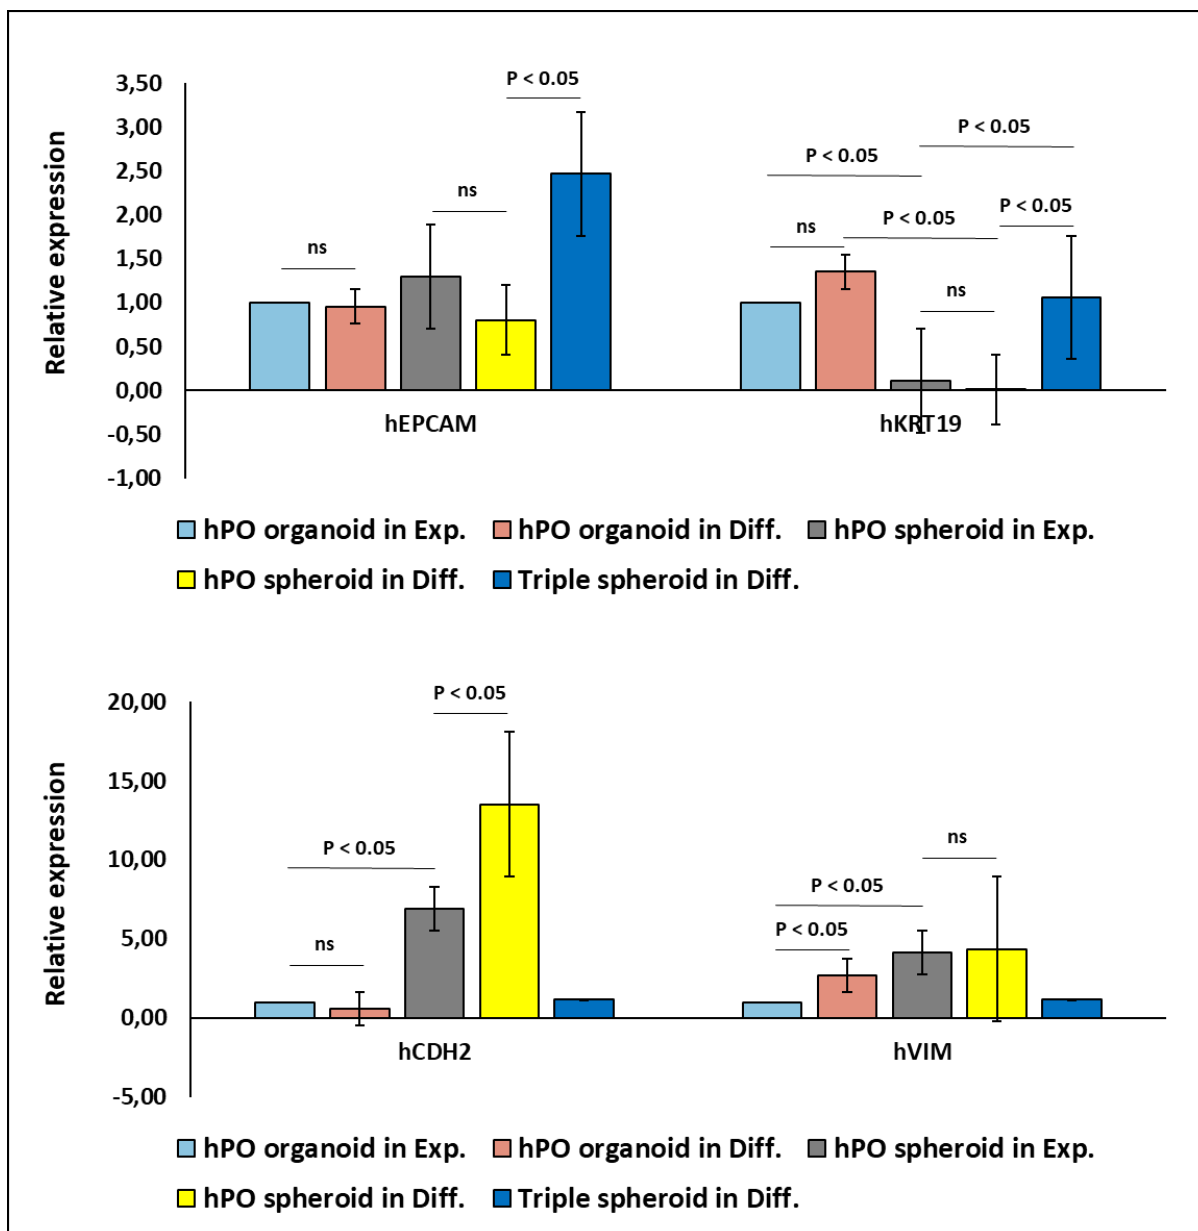 P < 0.05
3,50
3,00
P < 0.05
P < 0.05
2,50
ns
P < 0.05
P < 0.05
2,00
ns
ns
1,50
ns
1,00
0,50
0,00
hEPCAM
hKRT19
-0,50
-1,00
Relative expression
hPO organoid in Exp. hPO organoid in Diff. hPO spheroid in Exp.
hPO spheroid in Diff. Triple spheroid in Diff.
P < 0.05
20,00
15,00
P < 0.05
ns
10,00
P < 0.05
ns
P < 0.05
5,00
0,00
hCDH2
hVIM
-5,00
Relative expression
hPO organoid in Exp. hPO organoid in Diff. hPO spheroid in Exp.
hPO spheroid in Diff. Triple spheroid in Diff.